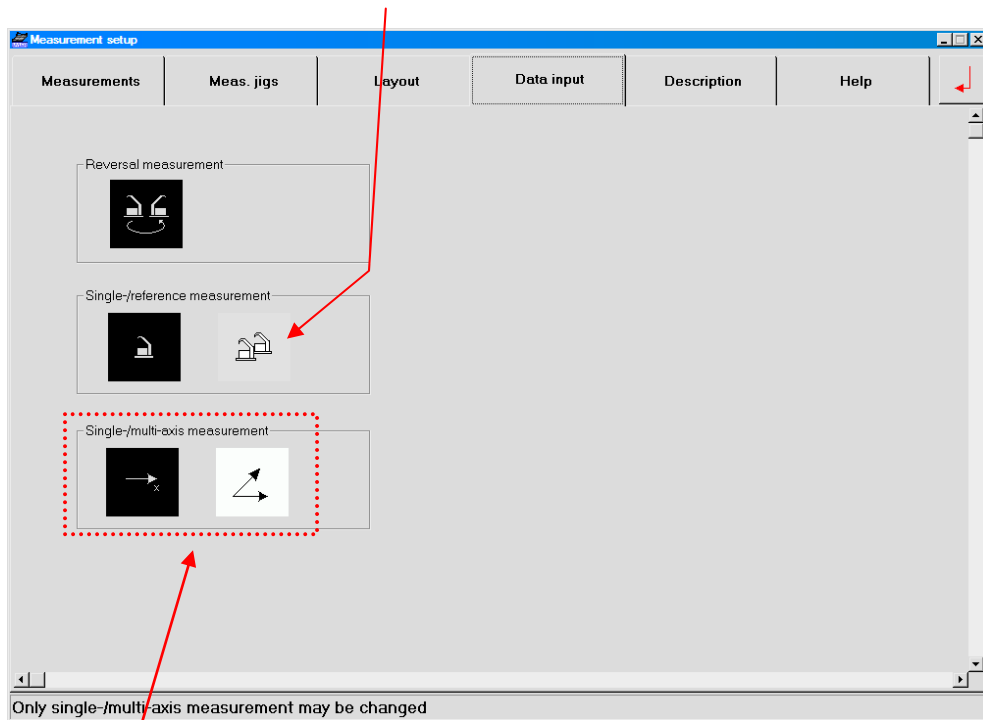 Measurement setup
Measurements Meas. jigs Layout Data input Description Help
Reversal measurement
Single-/reference measurement
Single-/multi-axis measurement
x
Only single-/multi-axis measurement may be changed